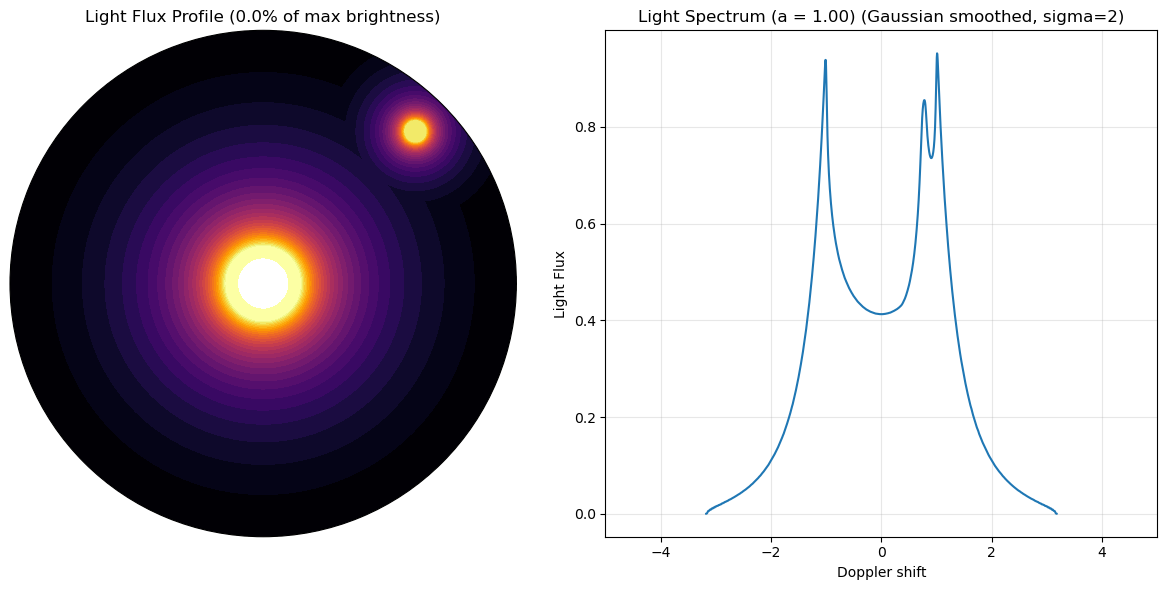 Light Flux Profile (0.0% of max brightness)
Light Spectrum (a = 1.00) (Gaussian smoothed, sigma=2)
Light Flux
0.8
0.6
0.4
0.2
0.0
−4
−2
0
2
4
Doppler shift